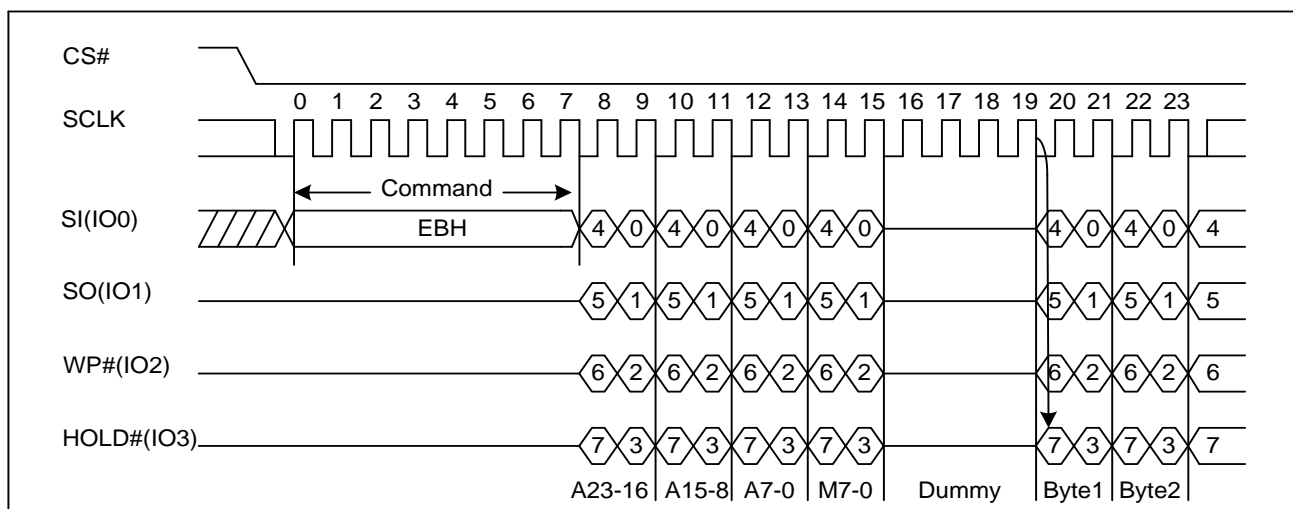 CS#
0 1 2 3 4 5 6 7 8 9 10 11 12 13 14 15 16 17 18 19 20 21 22 23
SCLK
Command
SI(IO0) EBH 4 0 4 0 4 0 4 0 4 0 4 0 4
SO(IO1) 5 1 5 1 5 1 5 1 5 1 5 1 5
WP#(IO2) 6 2 6 2 6 2 6 2 6 2 6 2 6
HOLD#(IO3) 7 3 7 3 7 3 7 3 7 3 7 3 7
A23-16 A15-8 A7-0 M7-0 Dummy Byte1 Byte2